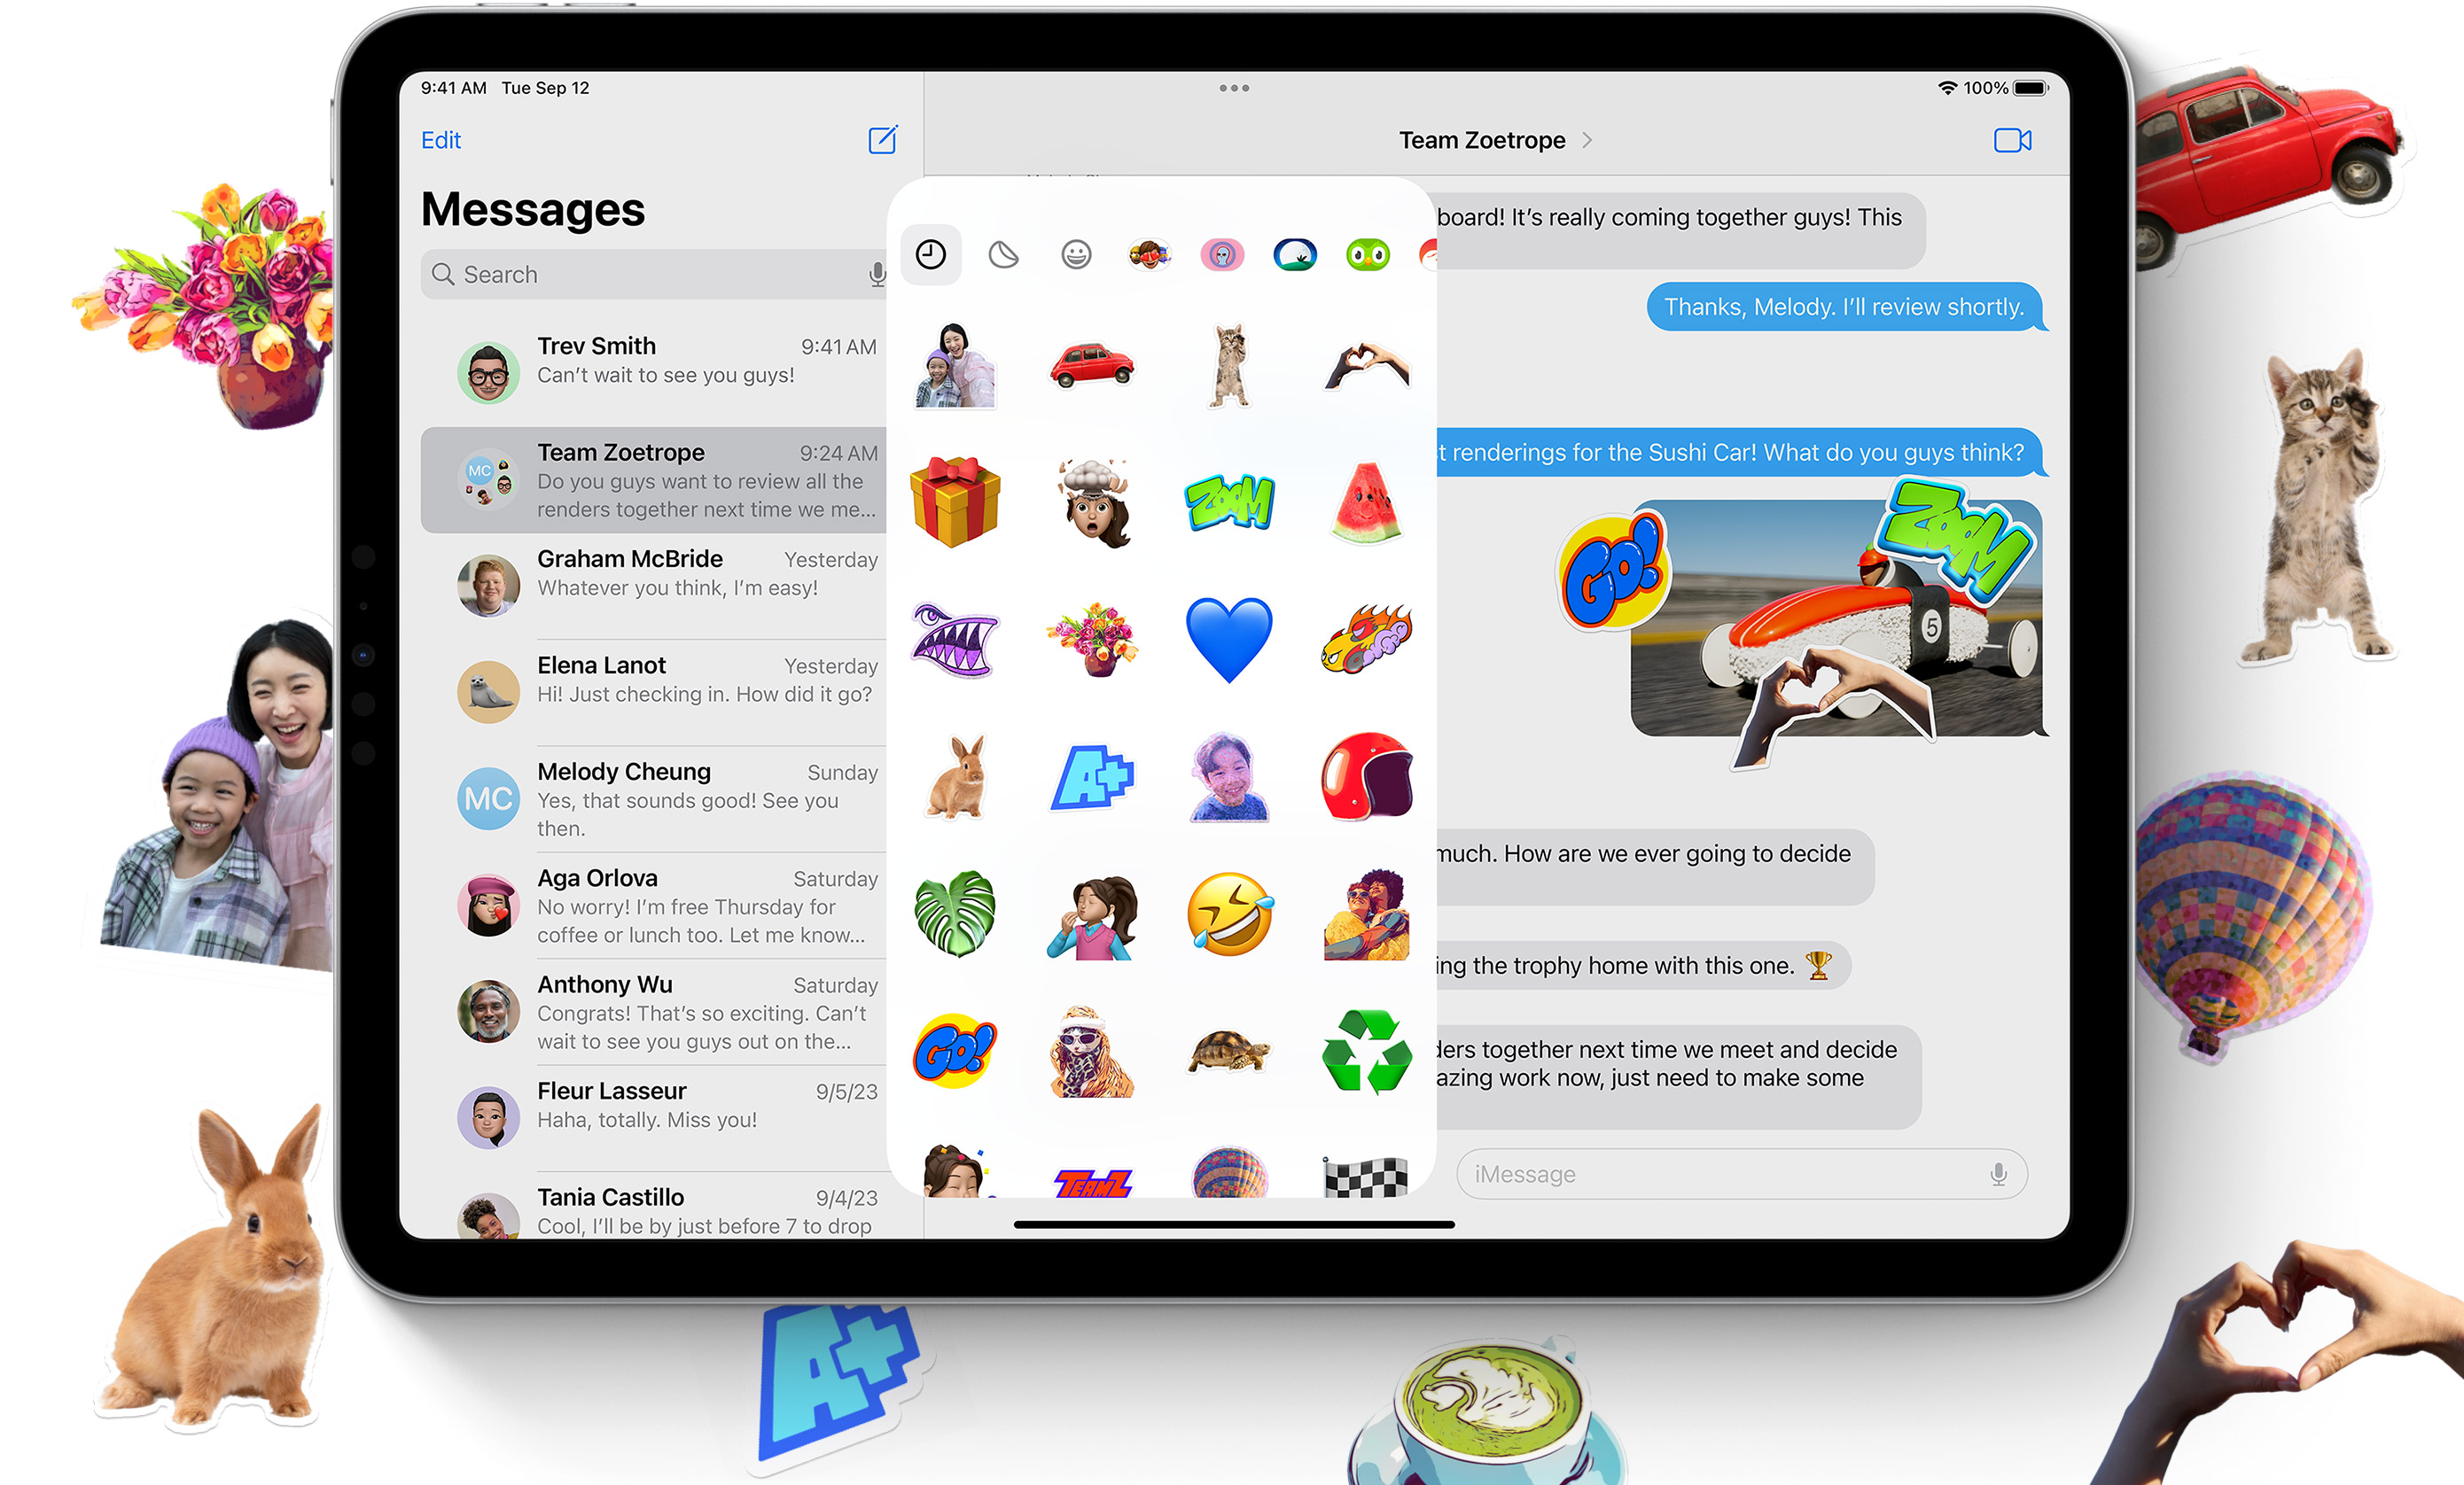 9:41 AM Tue Sep 12
100%
Edit
Messages
Search
Trev Smith 9:41 AM
Can’t wait to see you guys!
Team Zoetrope 9:24 AM
Do you guys want to review all the
renders together next time we me...
MC
Graham McBride Yesterday
Whatever you think, I’m easy!
Elena Lanot Yesterday
Hi! Just checking in. How did it go?
Melody Cheung Sunday
MC
Yes, that sounds good! See you
then.
Aga Orlova Saturday
No worry! I’m free Thursday for
coffee or lunch too. Let me know...
Anthony Wu Saturday
Congrats! That’s so exciting. Can’t
wait to see you guys out on the...
Fleur Lasseur 9/5/23
Haha, totally. Miss you!
Tania Castillo 9/4/23
Cool, I’ll be by just before 7 to drop
ZOOM
A+
GO!
TEAMZ
Team Zoetrope
board! It’s really coming together guys! This
Thanks, Melody. I’ll review shortly.
renderings for the Sushi Car! What do you guys think?
GO!
ZOOM
5
much. How are we ever going to decide
ing the trophy home with this one. 🏆
ders together next time we meet and decide
azing work now, just need to make some
iMessage
A+